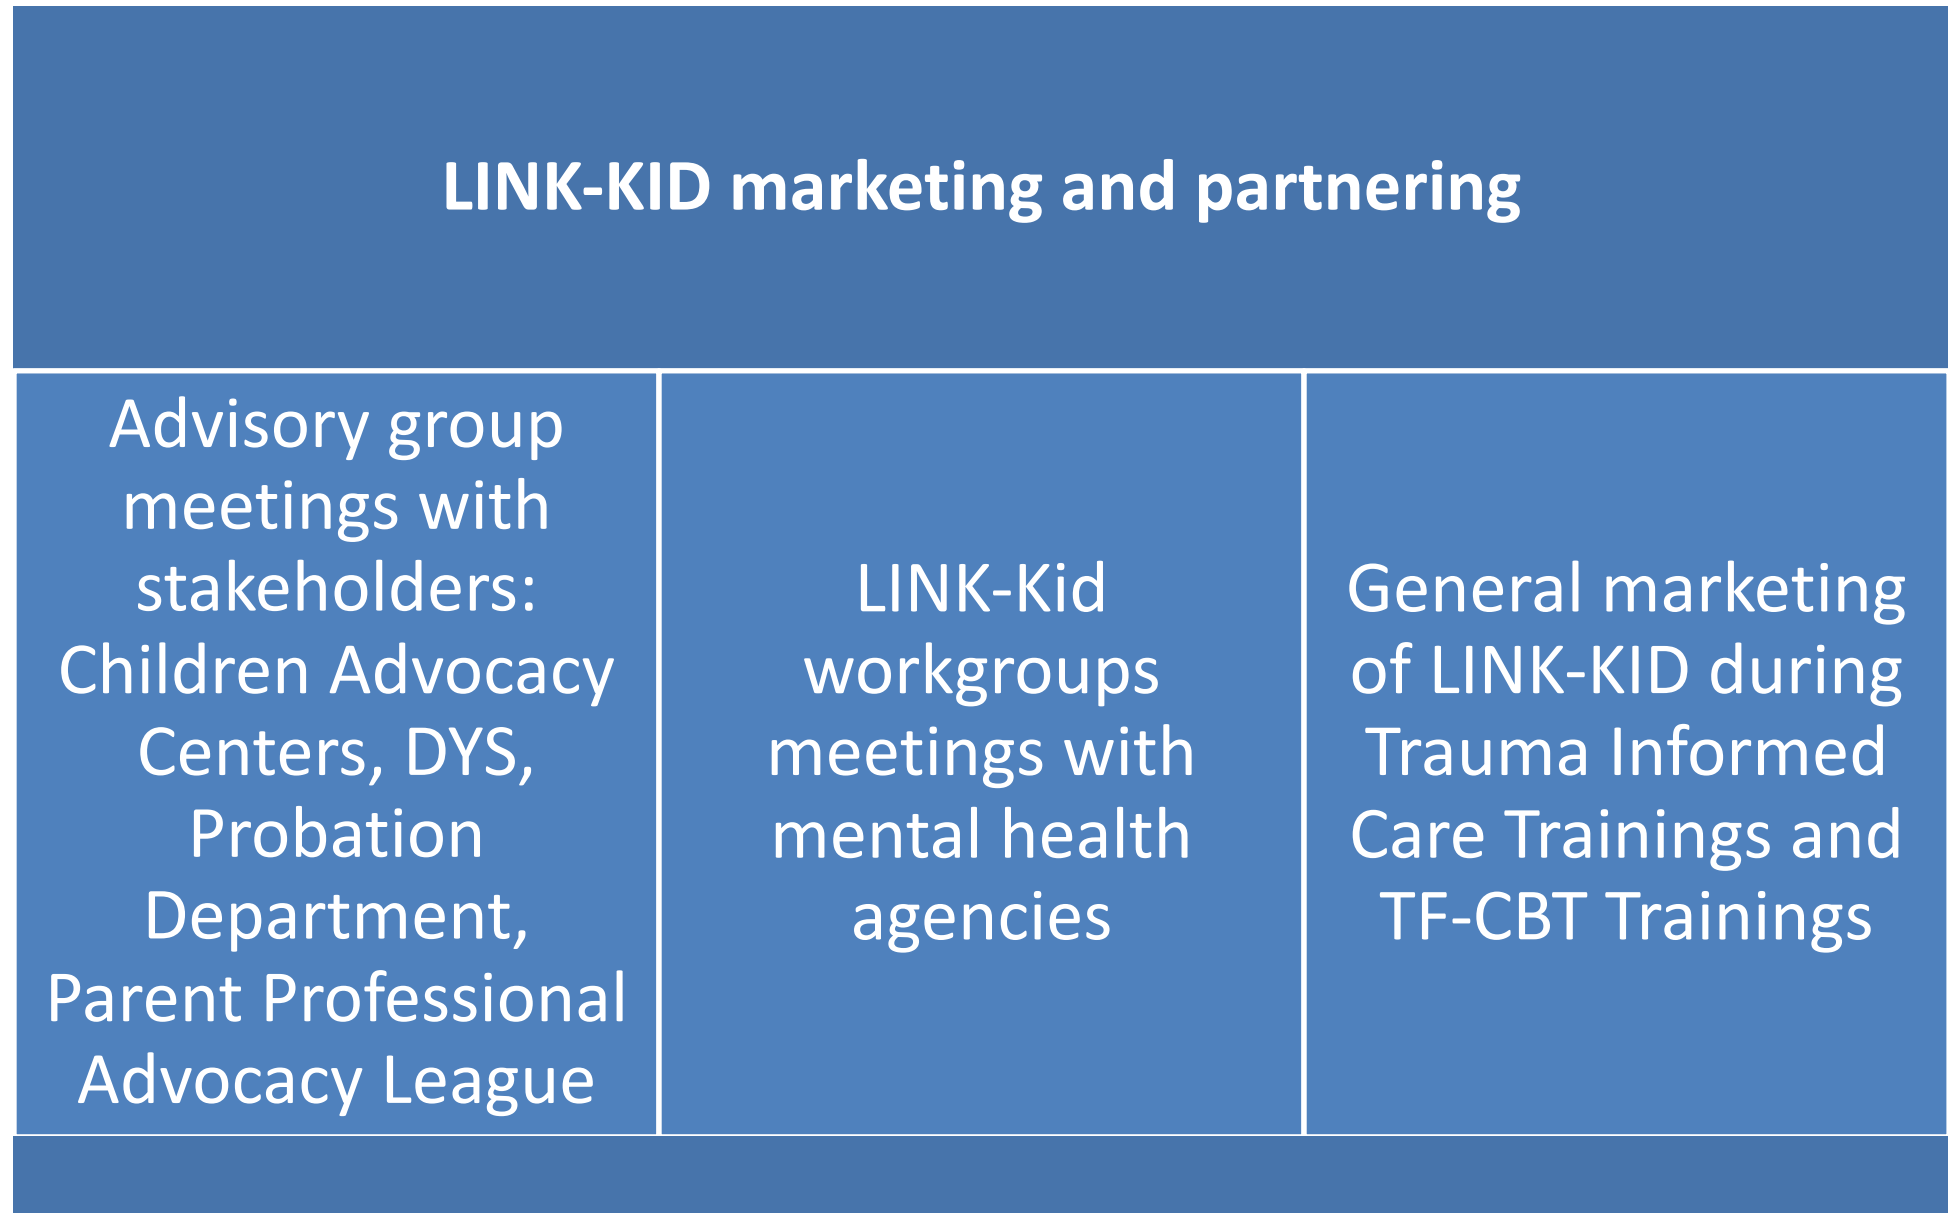 LINK-KID marketing and partnering
Advisory group
meetings with
stakeholders:
Children Advocacy
Centers, DYS,
Probation
Department,
Parent Professional
Advocacy League
LINK-Kid
workgroups
meetings with
mental health
agencies
General marketing
of LINK-KID during
Trauma Informed
Care Trainings and
TF-CBT Trainings